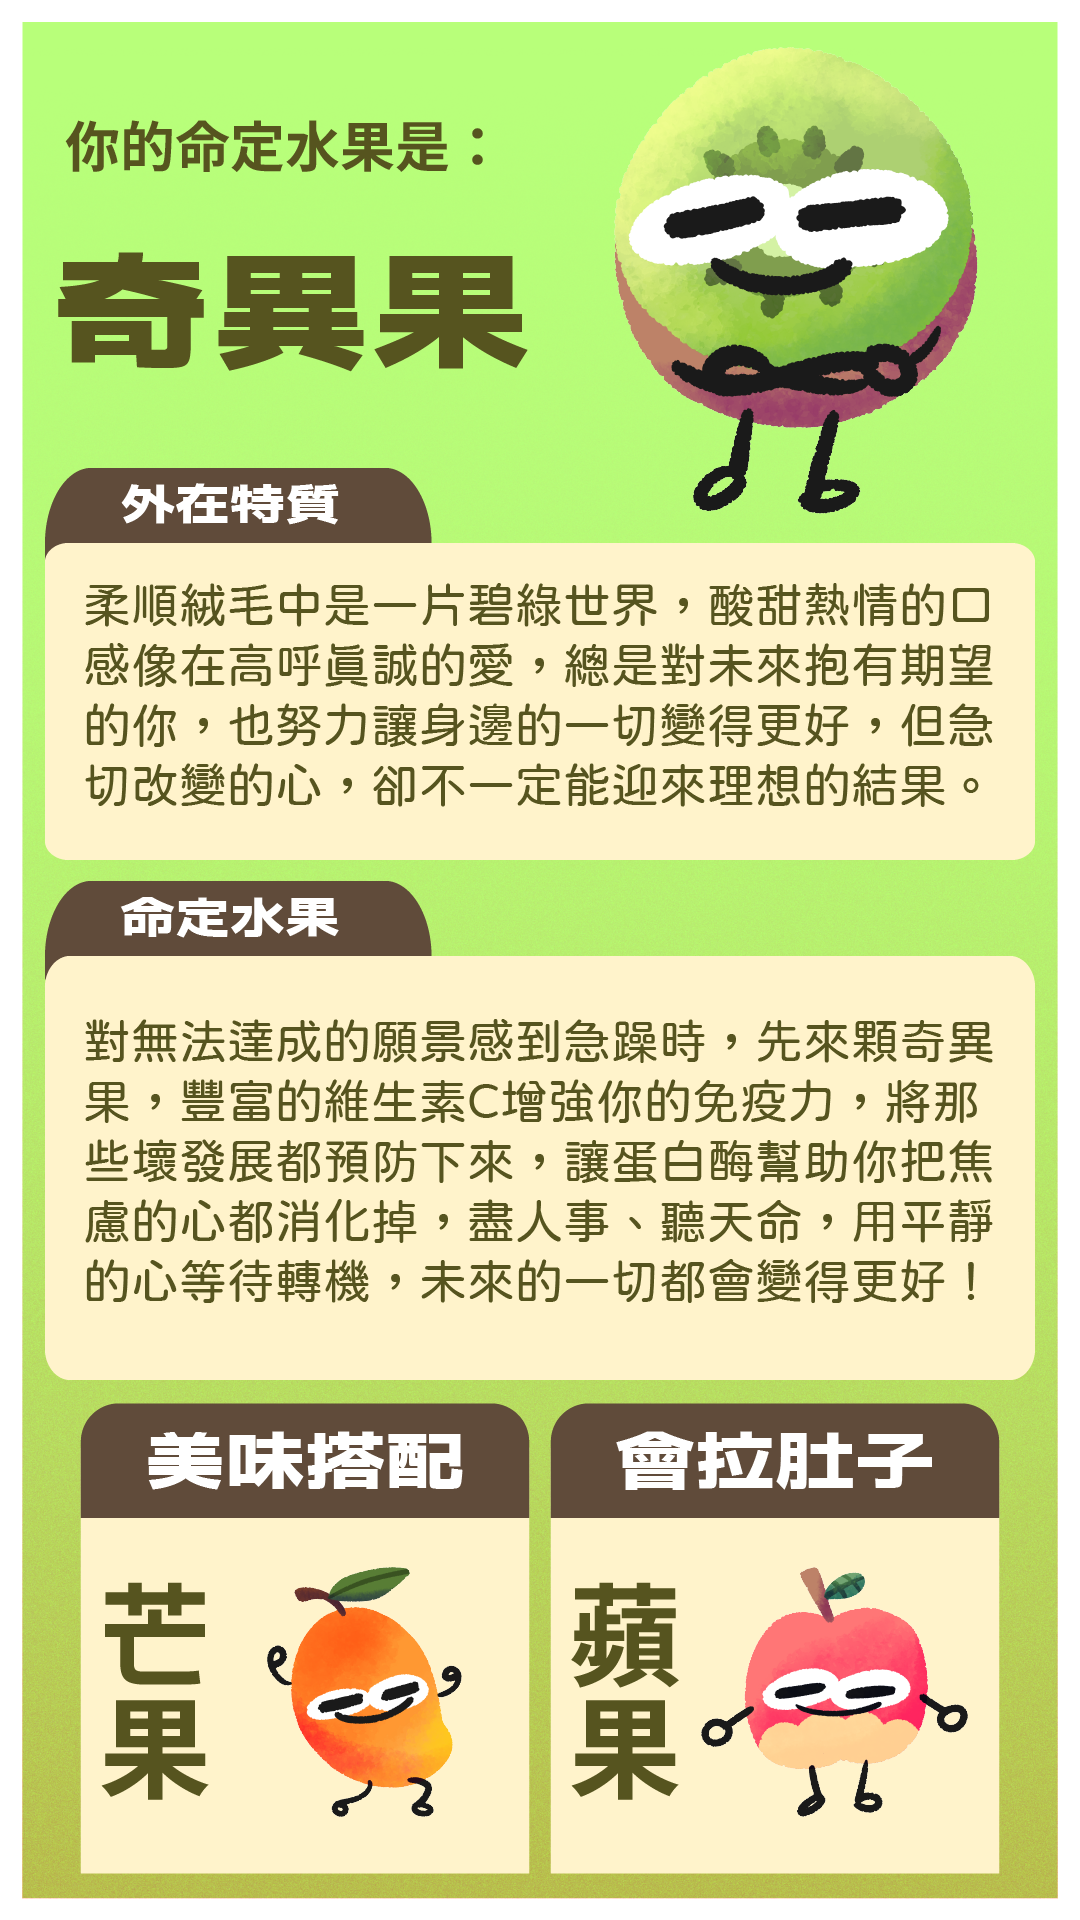 你的命定水果是：
奇異果
外在特質
柔順絨毛中是一片碧綠世界，酸甜熱情的口
感像在高呼真誠的愛，總是對未來抱有期望
的你，也努力讓身邊的一切變得更好，但急
切改變的心，卻不一定能迎來理想的結果。
命定水果
對無法達成的願景感到急躁時，先來顆奇異
果，豐富的維生素C增強你的免疫力，將那
些壞發展都預防下來，讓蛋白酶幫助你把焦
慮的心都消化掉，盡人事、聽天命，用平靜
的心等待轉機，未來的一切都會變得更好！
美味搭配
芒果
會拉肚子
蘋果